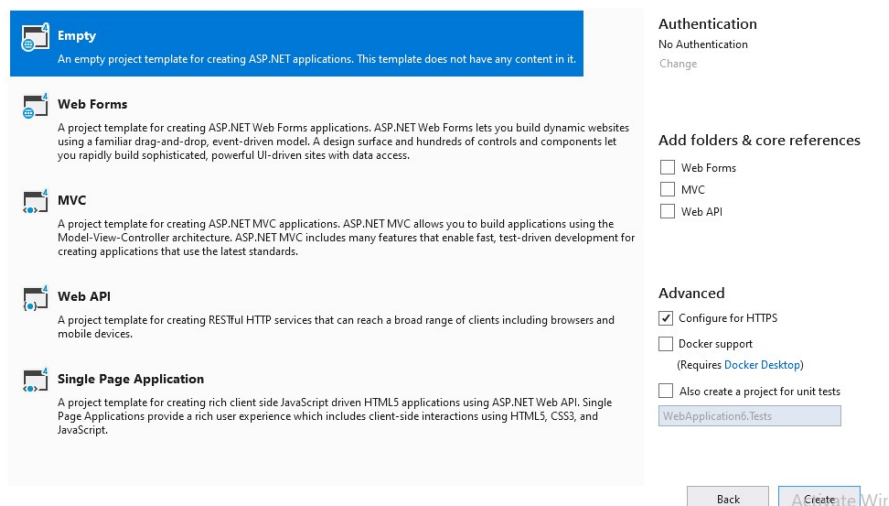 Empty
An empty project template for creating ASP.NET applications. This template does not have any content in it.
Web Forms
A project template for creating ASP.NET Web Forms applications. ASP.NET Web Forms lets you build dynamic websites
using a familiar drag-and-drop, event-driven model. A design surface and hundreds of controls and components let
you rapidly build sophisticated, powerful UI-driven sites with data access.
MVC
A project template for creating ASP.NET MVC applications. ASP.NET MVC allows you to build applications using the
Model-View-Controller architecture. ASP.NET MVC includes many features that enable fast, test-driven development for
creating applications that use the latest standards.
Web API
A project template for creating RESTful HTTP services that can reach a broad range of clients including browsers and
mobile devices.
Single Page Application
A project template for creating rich client side JavaScript driven HTML5 applications using ASP.NET Web API. Single
Page Applications provide a rich user experience which includes client-side interactions using HTML5, CSS3, and
JavaScript.
Authentication
No Authentication
Change
Add folders & core references
Web Forms
MVC
Web API
Advanced
Configure for HTTPS
Docker support
(Requires Docker Desktop)
Also create a project for unit tests
WebApplication6.Tests
Back
Create